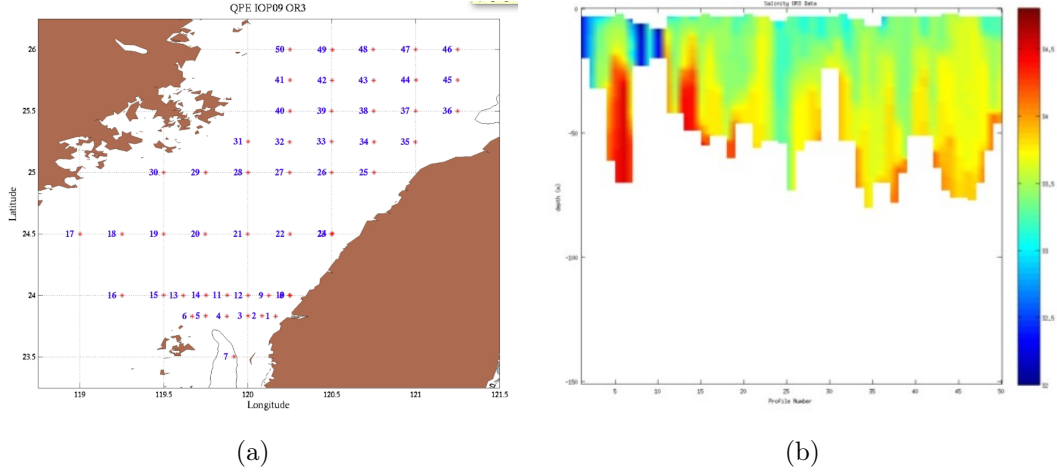 QPE IOP09 OR3
26
25.5
25
24.5
24
23.5
Latitude
119
119.5
120
120.5
121
121.5
Longitude
50 49 48 47 46
41 42 43 44 45
40 39 38 37 36
31 32 33 34 35
30 29 28 27 26 25
17 18 19 20 21 22
16 15 13 14 11 12 9
6 5 4 3 2 1
7
(a)
Salinity OR3 Data
0
-50
-100
-150
depth (m)
5 10 15 20 25 30 35 40 45 50
Profile Number
34.5
34
33.5
33
32.5
32
(b)